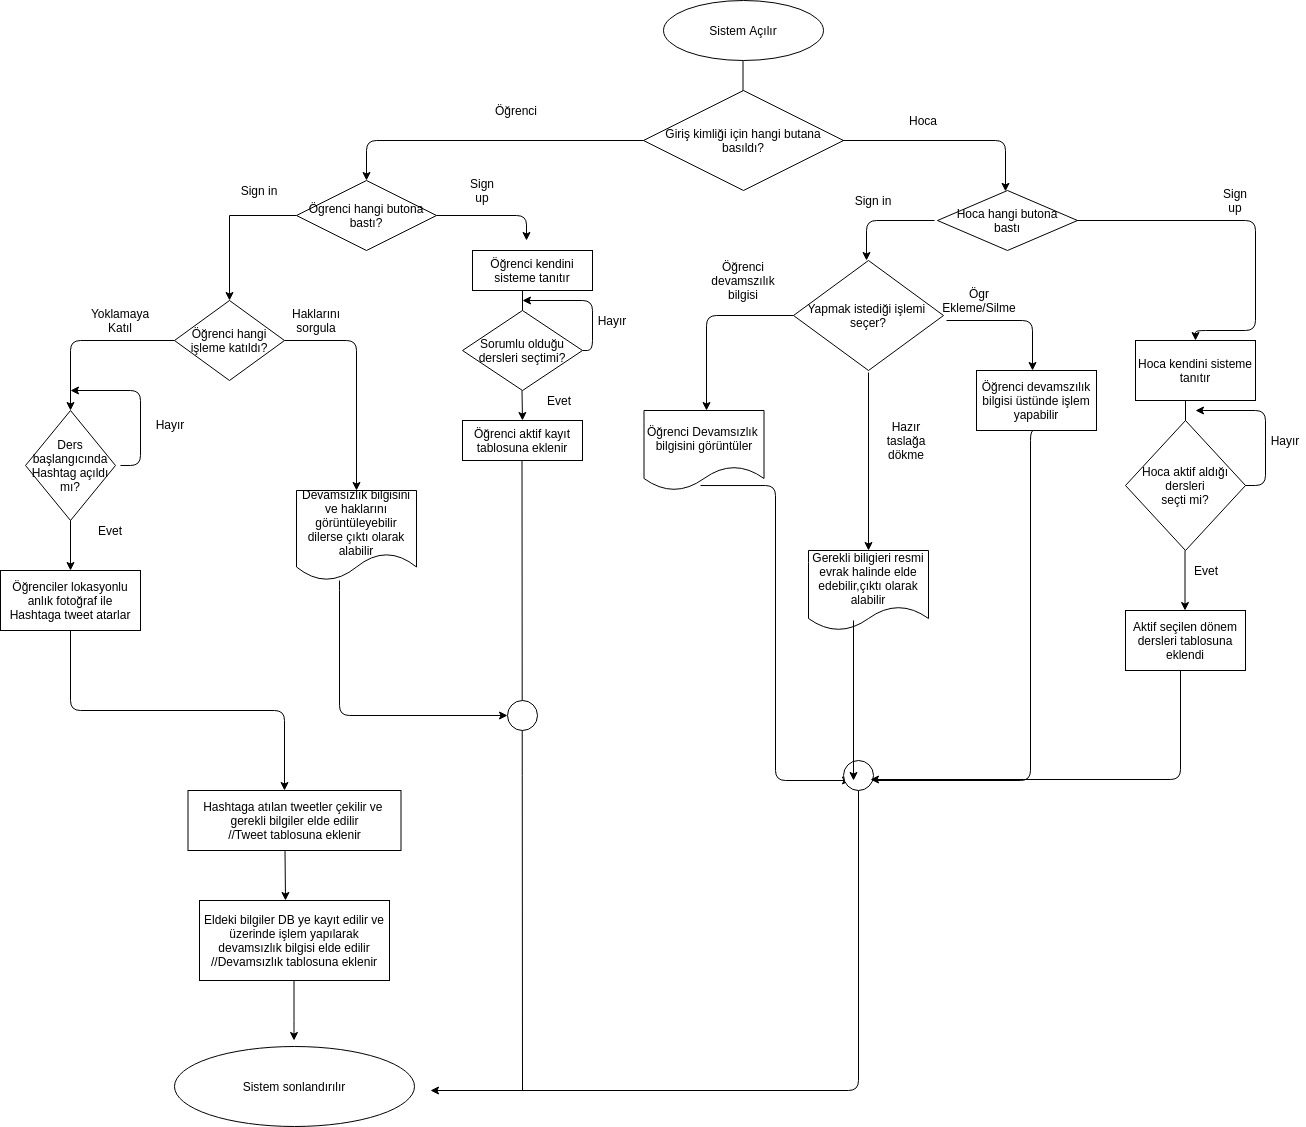 Sistem Açılır
Giriş kimliği için hangi butana
basıldı?
Öğrenci
Hoca
Ögrenci hangi butona
bastı?
Sign in
Sign
up
Hoca hangi butona
bastı
Sign in
Sign
up
Öğrenci kendini
sisteme tanıtır
Hayır
Sorumlu olduğu
dersleri seçtimi?
Evet
Öğrenci aktif kayıt
tablosuna eklenir
Öğrenci hangi
işleme katıldı?
Yoklamaya
Katıl
Haklarını
sorgula
Ders
başlangıcında
Hashtag açıldı
mı?
Hayır
Evet
Öğrenciler lokasyonlu
anlık fotoğraf ile
Hashtaga tweet atarlar
Devamsızlık bilgisini
ve haklarını
görüntüleyebilir
dilerse çıktı olarak
alabilir
Hashtaga atılan tweetler çekilir ve
gerekli bilgiler elde edilir
//Tweet tablosuna eklenir
Eldeki bilgiler DB ye kayıt edilir ve
üzerinde işlem yapılarak
devamsızlık bilgisi elde edilir
//Devamsızlık tablosuna eklenir
Sistem sonlandırılır
Yapmak istediği işlemi
seçer?
Öğrenci
devamszılık
bilgisi
Ögr
Ekleme/Silme
Hazır
taslağa
dökme
Öğrenci Devamsızlık
bilgisini görüntüler
Gerekli biligieri resmi
evrak halinde elde
edebilir,çıktı olarak
alabilir
Öğrenci devamszılık
bilgisi üstünde işlem
yapabilir
Hoca kendini sisteme
tanıtır
Hayır
Hoca aktif aldığı
dersleri
seçti mi?
Evet
Aktif seçilen dönem
dersleri tablosuna
eklendi